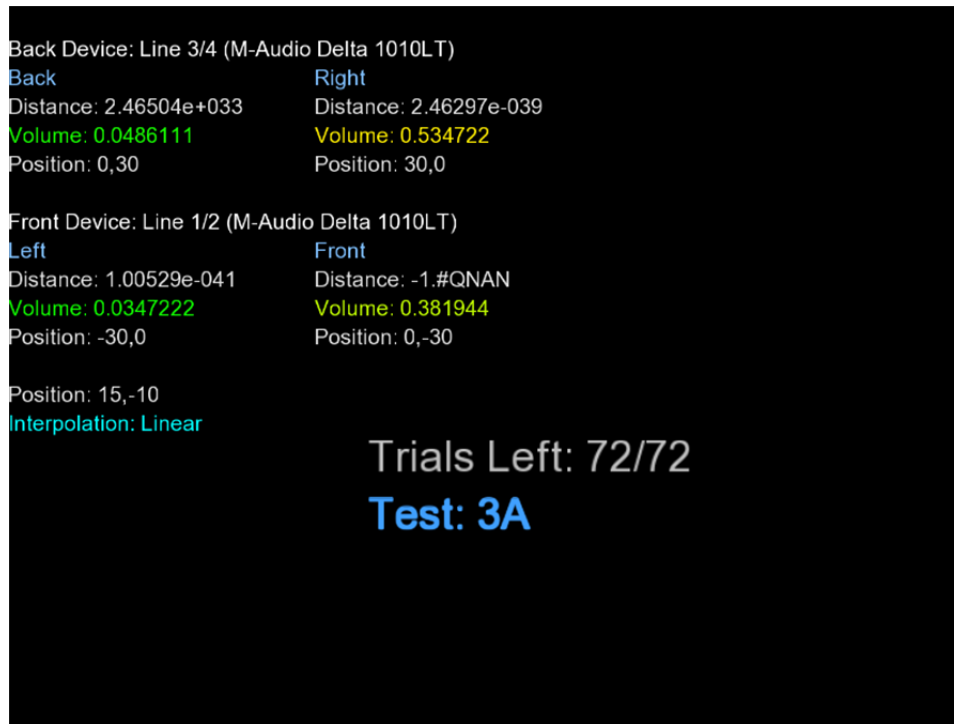 Back Device: Line 3/4 (M-Audio Delta 1010LT)
Back Right
Distance: 2.46504e+033 Distance: 2.46297e-039
Volume: 0.0486111 Volume: 0.534722
Position: 0,30 Position: 30,0
Front Device: Line 1/2 (M-Audio Delta 1010LT)
Left Front
Distance: 1.00529e-041 Distance: -1.#QNAN
Volume: 0.0347222 Volume: 0.381944
Position: -30,0 Position: 0,-30
Position: 15,-10
Interpolation: Linear
Trials Left: 72/72
Test: 3A